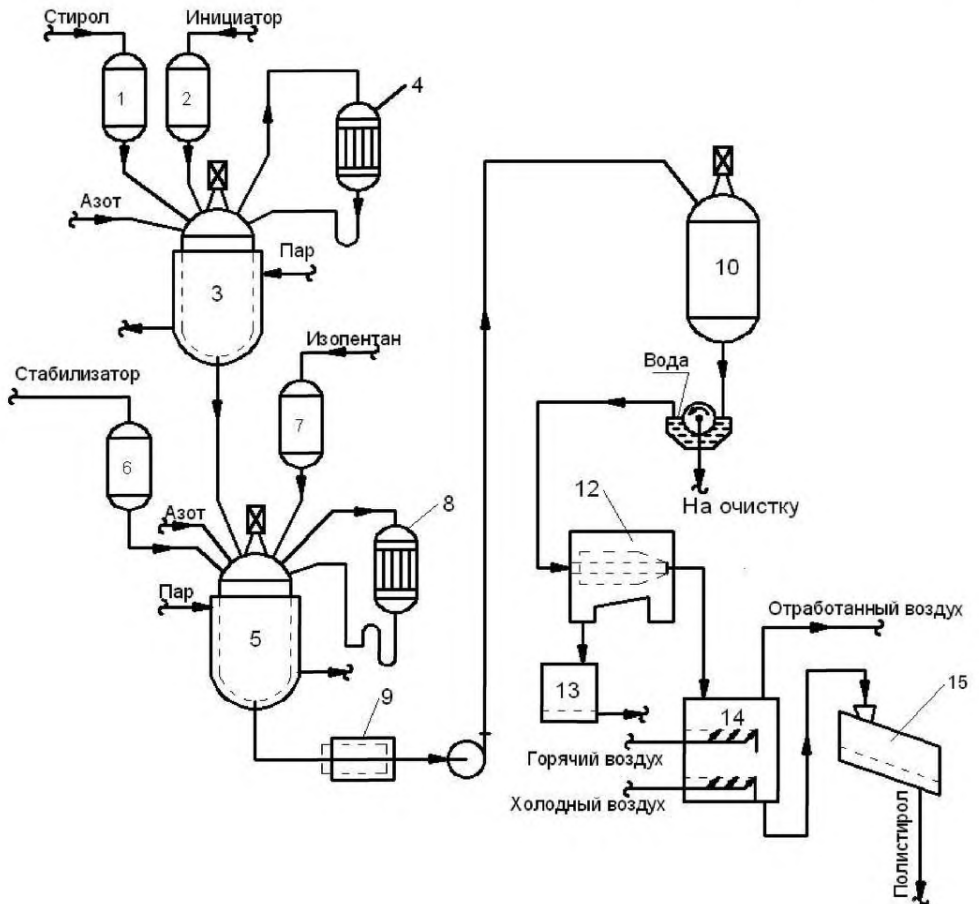 Стирол
Инициатор
1
2
4
Азот
Пар
3
10
Изопентан
Стабилизатор
Вода
7
6
На очистку
12
8
Азот
Пар
5
Отработанный воздух
13
9
14
15
Горячий воздух
Холодный воздух
Полистирол